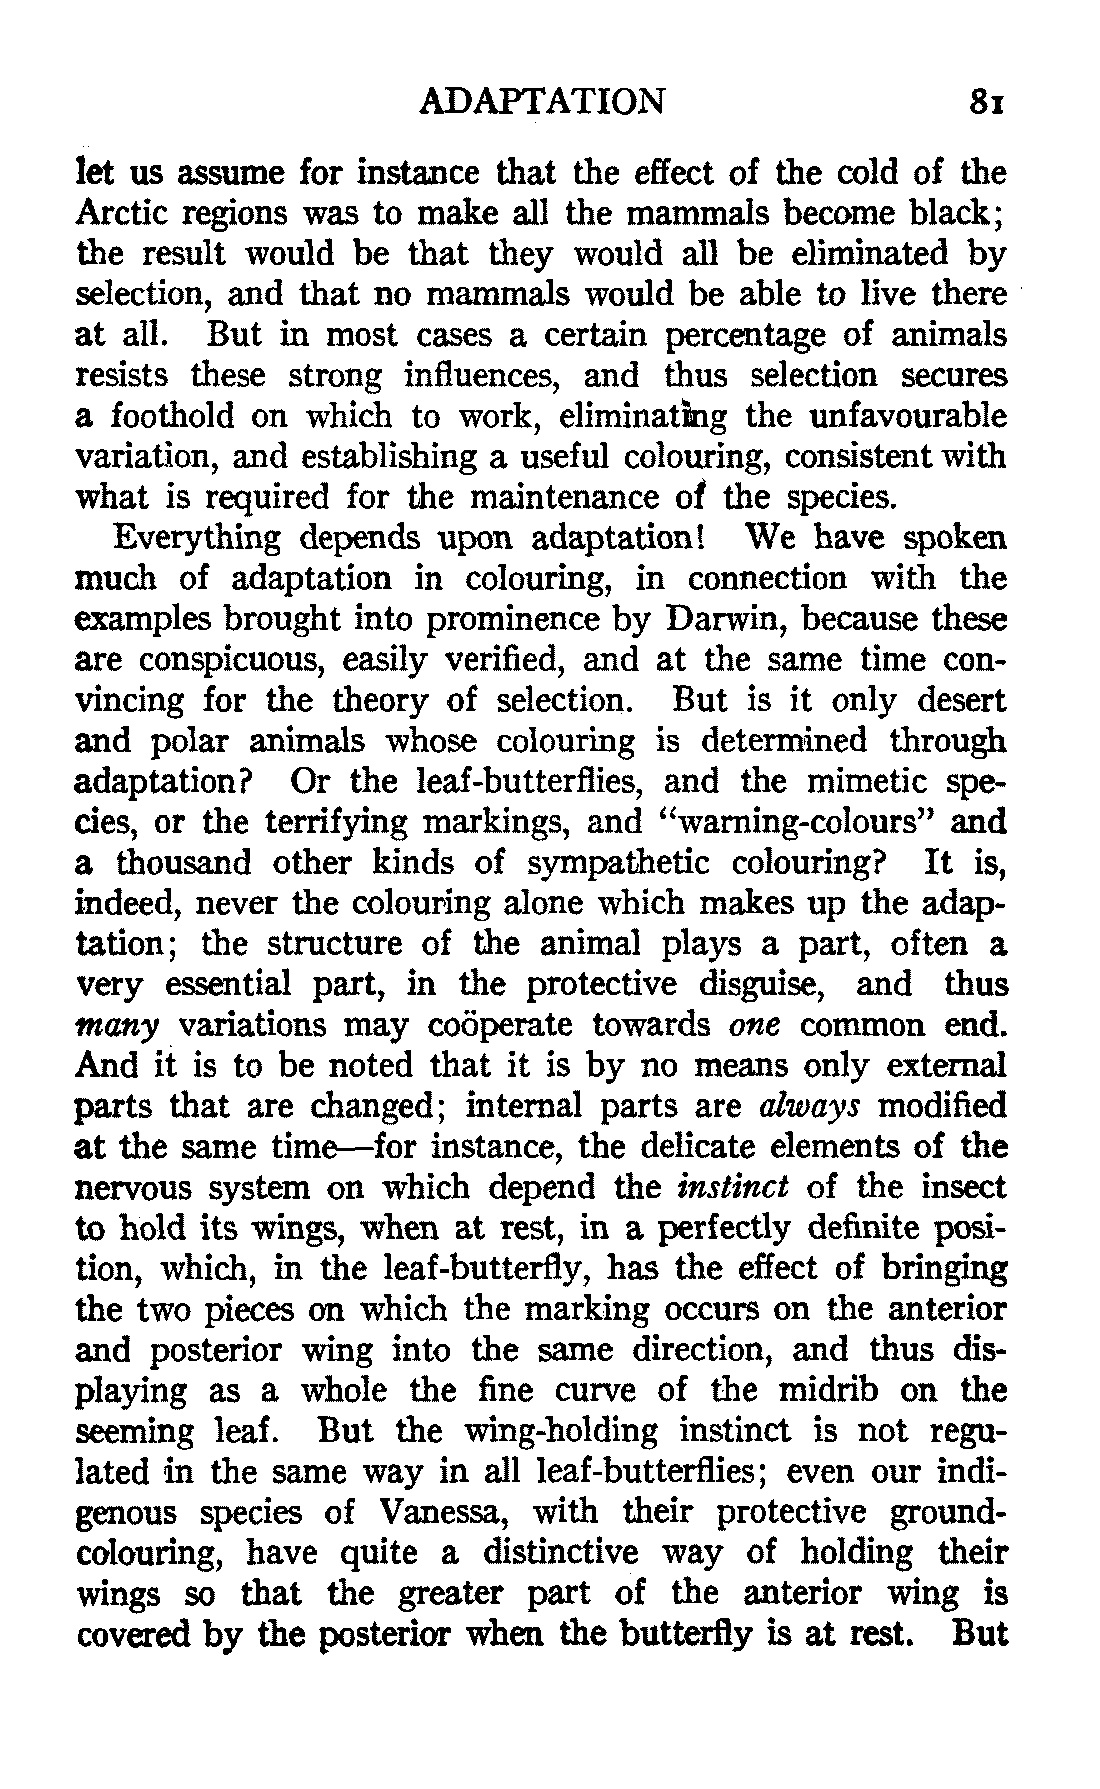 ADAPTATION 81
let us assume for instance that the effect of the cold of the
Arctic regions was to make all the mammals become black;
the result would be that they would all be eliminated by
selection, and that no mammals would be able to live there
at all. But in most cases a certain percentage of animals
resists these strong influences, and thus selection secures
a foothold on which to work, eliminating the unfavourable
variation, and establishing a useful colouring, consistent with
what is required for the maintenance of the species.
Everything depends upon adaptation! We have spoken
much of adaptation in colouring, in connection with the
examples brought into prominence by Darwin, because these
are conspicuous, easily verified, and at the same time con-
vincing for the theory of selection. But is it only desert
and polar animals whose colouring is determined through
adaptation? Or the leaf-butterflies, and the mimetic spe-
cies, or the terrifying markings, and “warning-colours” and
a thousand other kinds of sympathetic colouring? It is,
indeed, never the colouring alone which makes up the adap-
tation; the structure of the animal plays a part, often a
very essential part, in the protective disguise, and thus
many variations may coöperate towards one common end.
And it is to be noted that it is by no means only external
parts that are changed; internal parts are always modified
at the same time—for instance, the delicate elements of the
nervous system on which depend the instinct of the insect
to hold its wings, when at rest, in a perfectly definite posi-
tion, which, in the leaf-butterfly, has the effect of bringing
the two pieces on which the marking occurs on the anterior
and posterior wing into the same direction, and thus dis-
playing as a whole the fine curve of the midrib on the
seeming leaf. But the wing-holding instinct is not regu-
lated in the same way in all leaf-butterflies; even our indi-
genous species of Vanessa, with their protective ground-
colouring, have quite a distinctive way of holding their
wings so that the greater part of the anterior wing is
covered by the posterior when the butterfly is at rest. But